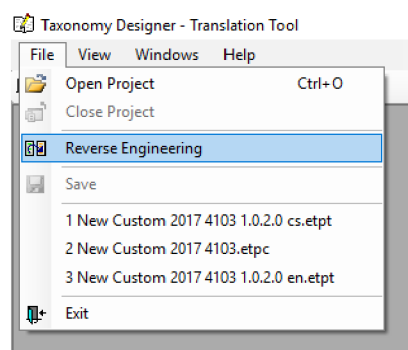 Taxonomy Designer - Translation Tool
File View Windows Help
Open Project Ctrl+O
Close Project
Reverse Engineering
Save
1 New Custom 2017 4103 1.0.2.0 cs.etpt
2 New Custom 2017 4103.etpc
3 New Custom 2017 4103 1.0.2.0 en.etpt
Exit